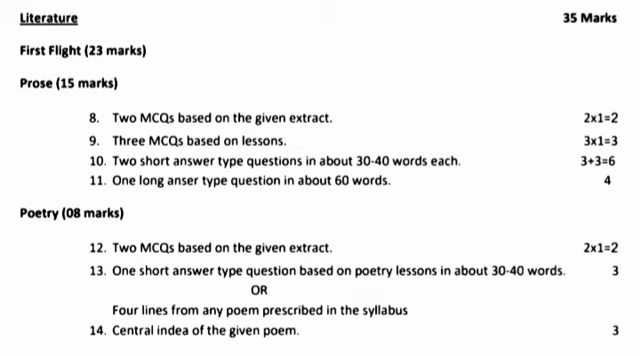 Literature 35 Marks
First Flight (23 marks)
Prose (15 marks)
8. Two MCQs based on the given extract. 2x1=2
9. Three MCQs based on lessons. 3x1=3
10. Two short answer type questions in about 30-40 words each. 3+3=6
11. One long anser type question in about 60 words. 4
Poetry (08 marks)
12. Two MCQs based on the given extract. 2x1=2
13. One short answer type question based on poetry lessons in about 30-40 words. 3
OR
Four lines from any poem prescribed in the syllabus
14. Central indea of the given poem. 3